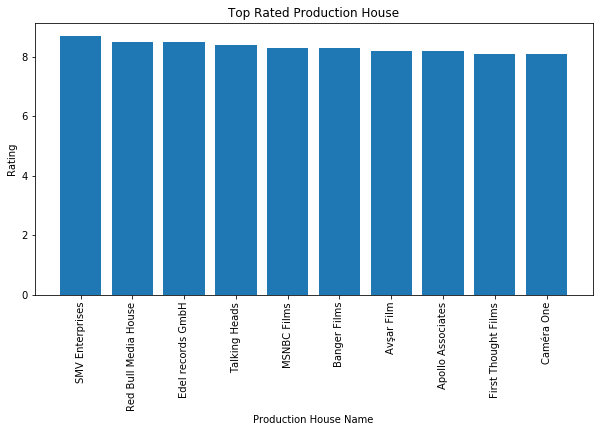 Top Rated Production House
Rating
8
6
4
2
0
SMV Enterprises
Red Bull Media House
Edel records GmbH
Talking Heads
MSNBC Films
Banger Films
Avşar Film
Apollo Associates
First Thought Films
Caméra One
Production House Name